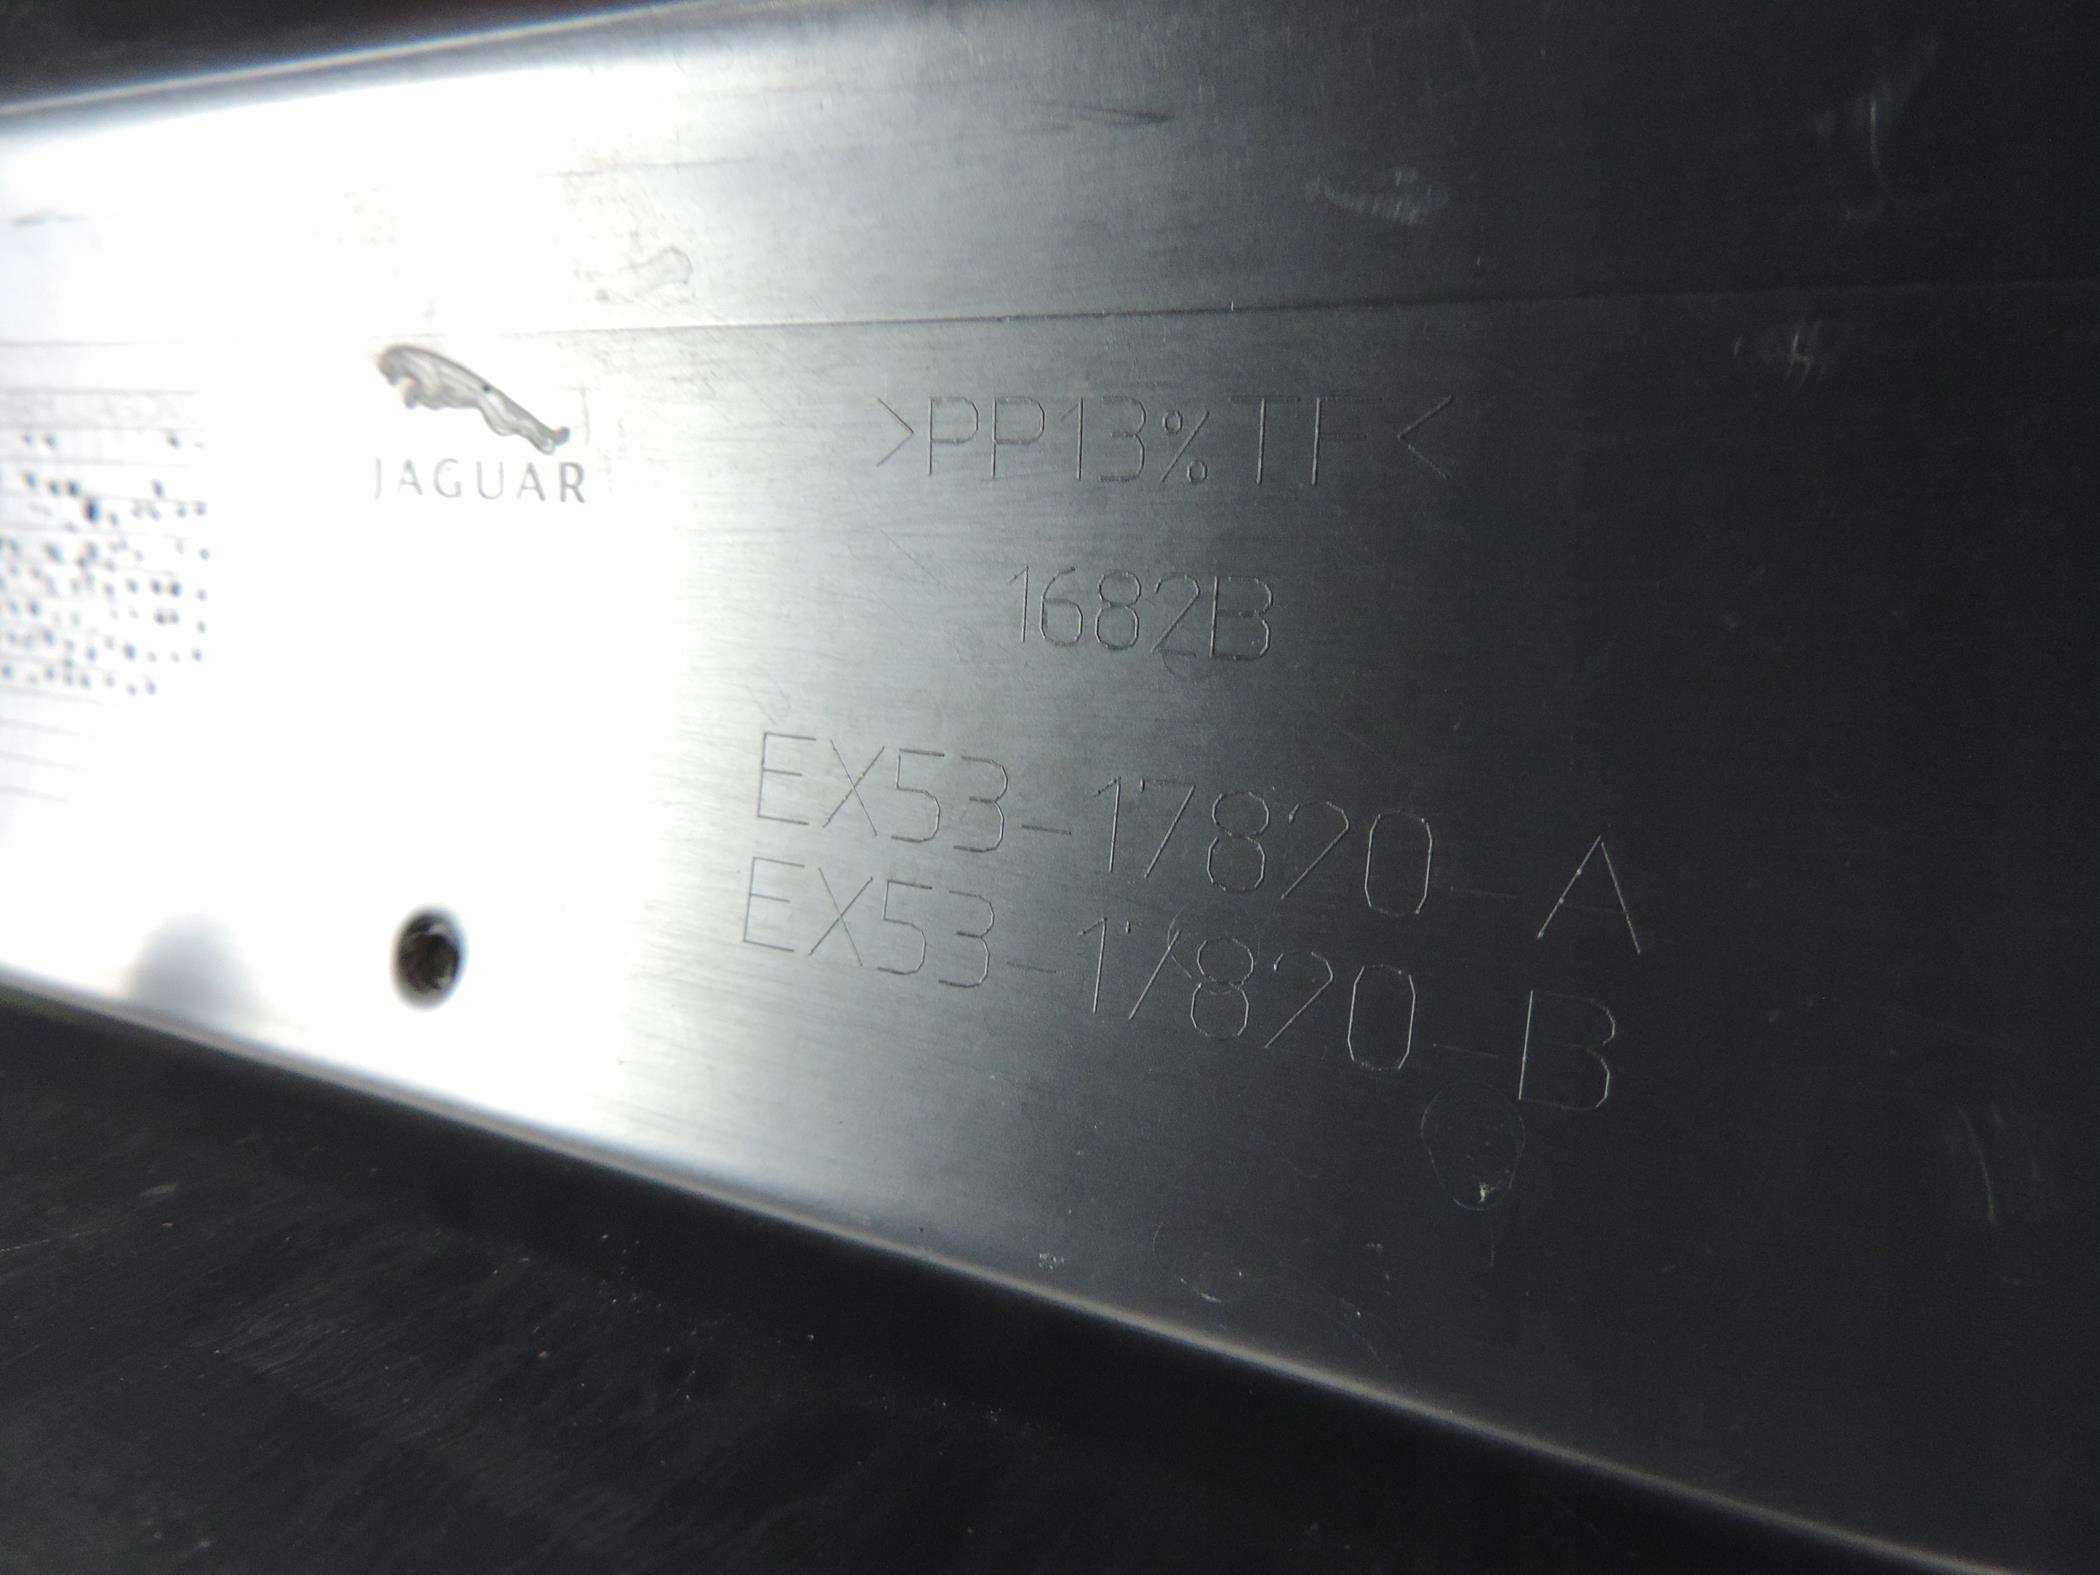 JAGUAR
>PP13%TF<
1682B
EX53-17820-A
EX53-17820-B